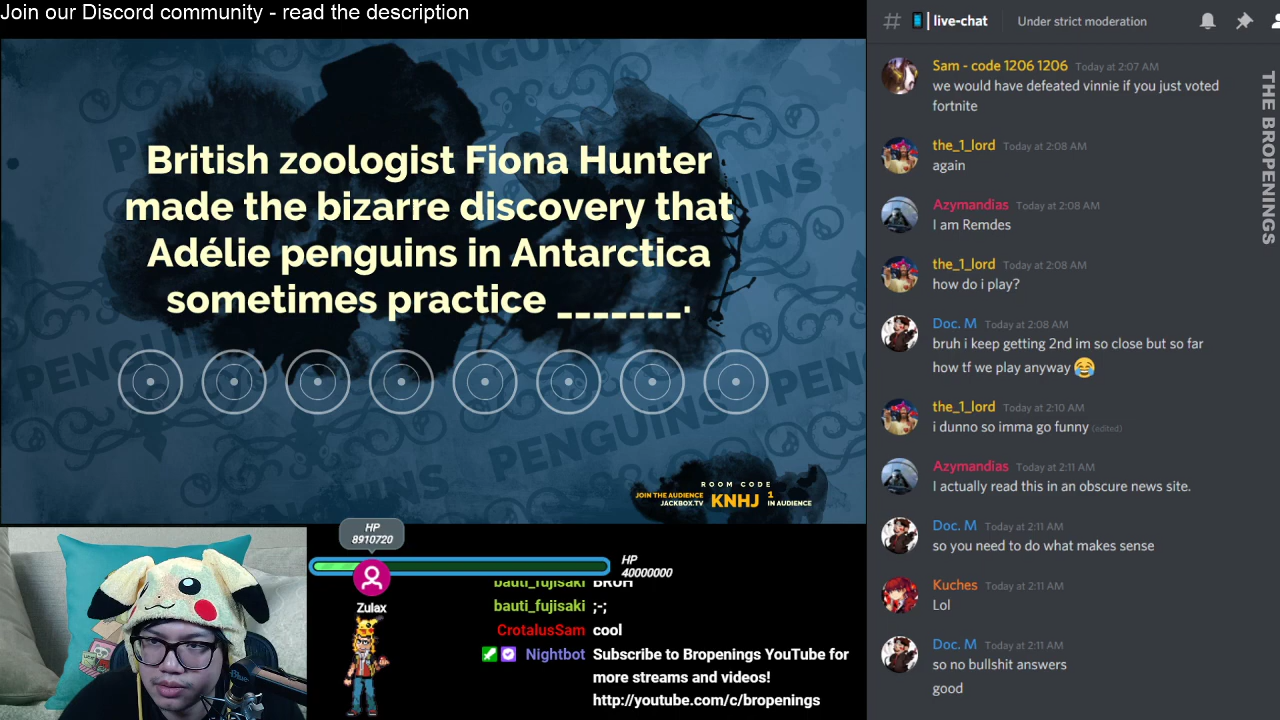 Join our Discord community - read the description
British zoologist Fiona Hunter
made the bizarre discovery that
Adélie penguins in Antarctica
sometimes practice _______.
PENGUINS
ROOM CODE
JOIN THE AUDIENCE
JACKBOX.TV
KNHJ
1
IN AUDIENCE
HP
8910720
HP
40000000
Zulax
bauti_fujisaki BRUH
bauti_fujisaki ;-;
CrotalusSam cool
Nightbot Subscribe to Bropenings YouTube for
more streams and videos!
http://youtube.com/c/bropenings
# | live-chat Under strict moderation
THE BROPENINGS
Sam - code 1206 1206 Today at 2:07 AM
we would have defeated vinnie if you just voted
fortnite
the_1_lord Today at 2:08 AM
again
Azymandias Today at 2:08 AM
I am Remdes
the_1_lord Today at 2:08 AM
how do i play?
Doc. M Today at 2:08 AM
bruh i keep getting 2nd im so close but so far
how tf we play anyway 😂
the_1_lord Today at 2:10 AM
i dunno so imma go funny (edited)
Azymandias Today at 2:11 AM
I actually read this in an obscure news site.
Doc. M Today at 2:11 AM
so you need to do what makes sense
Kuches Today at 2:11 AM
Lol
Doc. M Today at 2:11 AM
so no bullshit answers
good